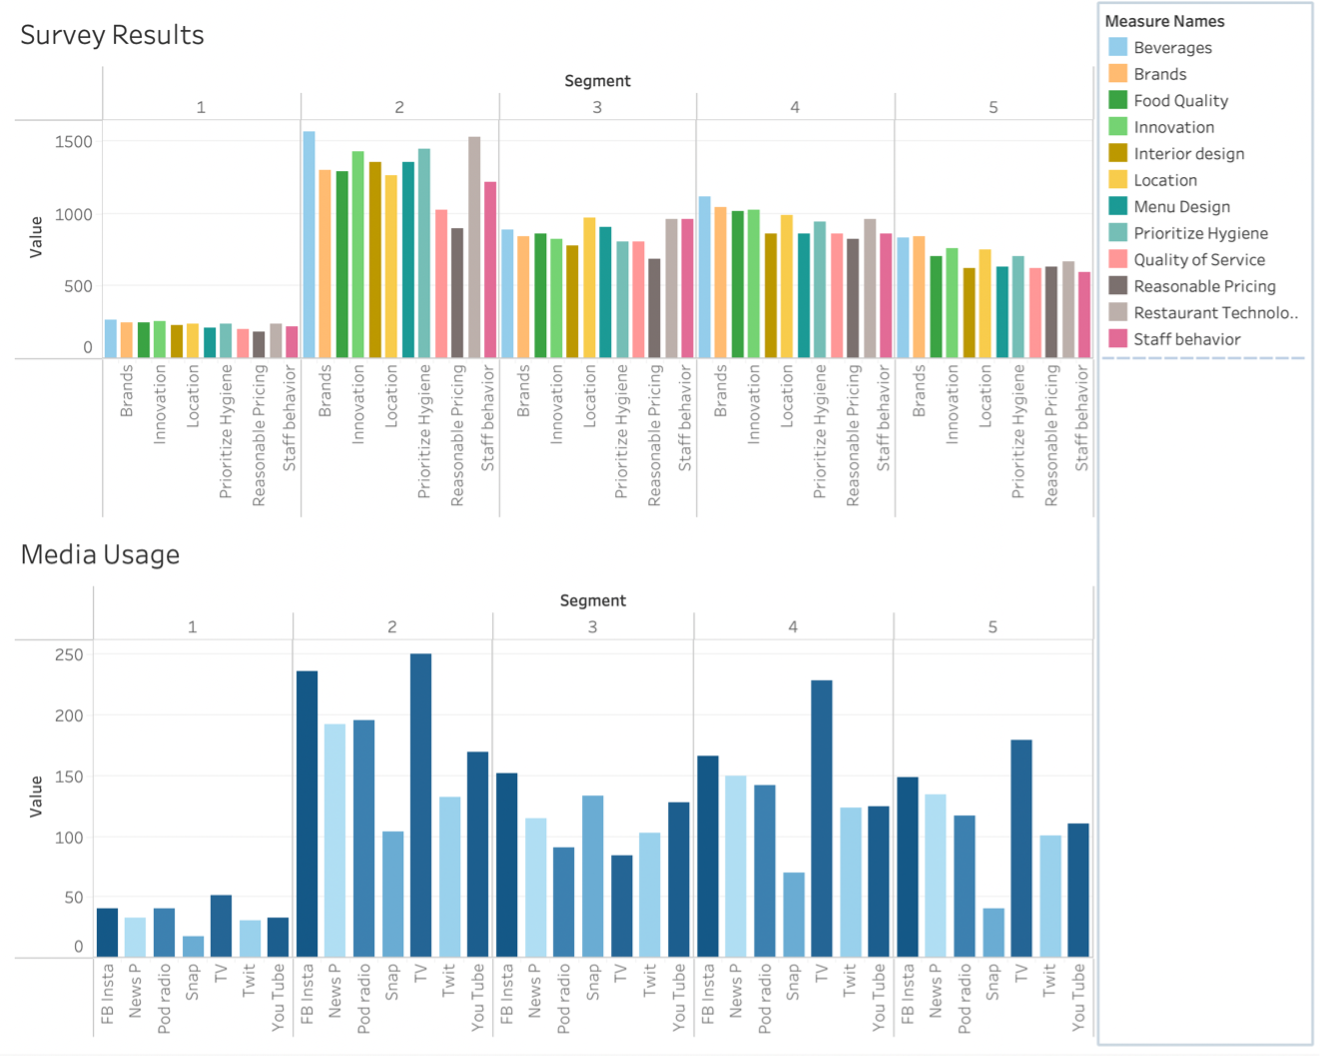 Survey Results
Segment
1 2 3 4 5
Value
1500
1000
500
0
Brands Innovation Location Prioritize Hygiene Reasonable Pricing Staff behavior Brands Innovation Location Prioritize Hygiene Reasonable Pricing Staff behavior Brands Innovation Location Prioritize Hygiene Reasonable Pricing Staff behavior Brands Innovation Location Prioritize Hygiene Reasonable Pricing Staff behavior Brands Innovation Location Prioritize Hygiene Reasonable Pricing Staff behavior
Measure Names
Beverages
Brands
Food Quality
Innovation
Interior design
Location
Menu Design
Prioritize Hygiene
Quality of Service
Reasonable Pricing
Restaurant Technolo..
Staff behavior
Media Usage
Segment
1 2 3 4 5
Value
250
200
150
100
50
0
FB Insta News P Pod radio Snap TV Twit You Tube FB Insta News P Pod radio Snap TV Twit You Tube FB Insta News P Pod radio Snap TV Twit You Tube FB Insta News P Pod radio Snap TV Twit You Tube FB Insta News P Pod radio Snap TV Twit You Tube